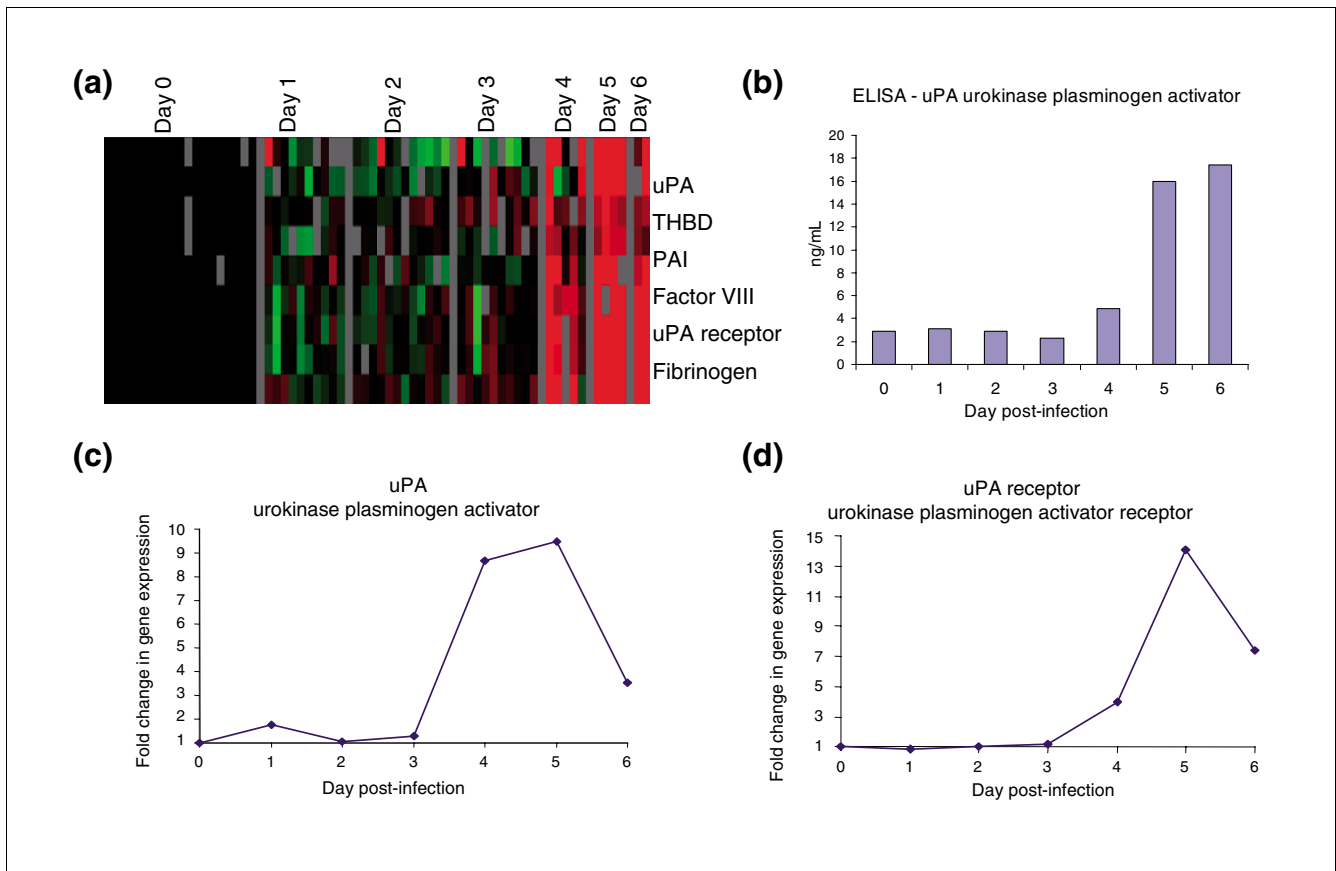 (a)
Day 0
Day 1
Day 2
Day 3
Day 4
Day 5
Day 6
uPA
THBD
PAI
Factor VIII
uPA receptor
Fibrinogen
(b)
ELISA - uPA urokinase plasminogen activator
ng/mL
20
18
16
14
12
10
8
6
4
2
0
0 1 2 3 4 5 6
Day post-infection
(c)
uPA
urokinase plasminogen activator
Fold change in gene expression
10
9
8
7
6
5
4
3
2
1
0 1 2 3 4 5 6
Day post-infection
(d)
uPA receptor
urokinase plasminogen activator receptor
Fold change in gene expression
15
13
11
9
7
5
3
1
0 1 2 3 4 5 6
Day post-infection